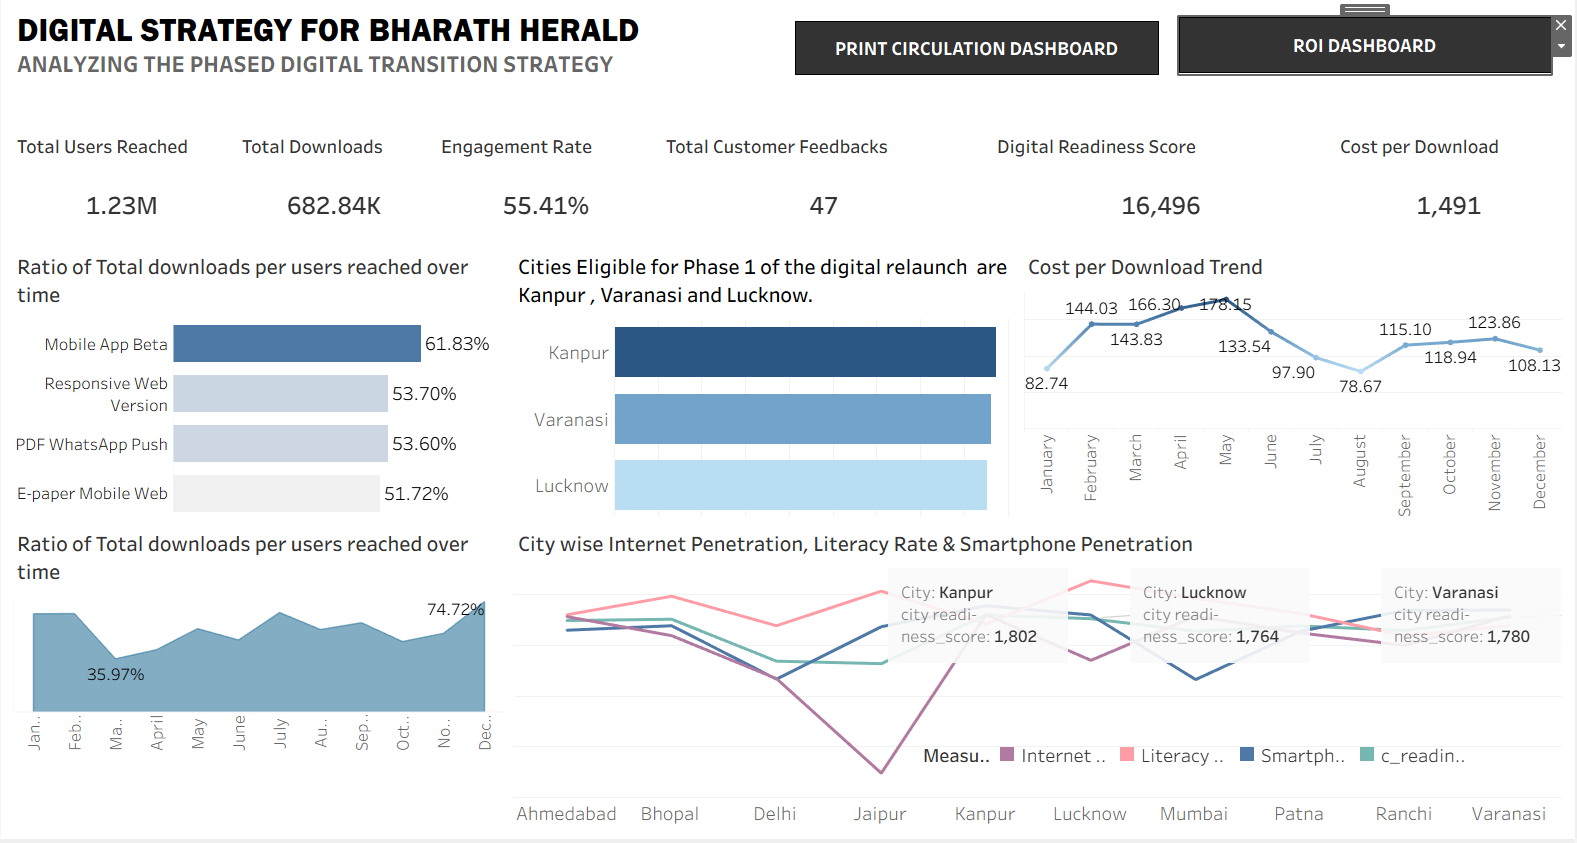 DIGITAL STRATEGY FOR BHARATH HERALD
ANALYZING THE PHASED DIGITAL TRANSITION STRATEGY
PRINT CIRCULATION DASHBOARD
ROI DASHBOARD
Total Users Reached
Total Downloads
Engagement Rate
Total Customer Feedbacks
Digital Readiness Score
Cost per Download
1.23M
682.84K
55.41%
47
16,496
1,491
Ratio of Total downloads per users reached over
time
Mobile App Beta
61.83%
Responsive Web
Version
53.70%
PDF WhatsApp Push
53.60%
E-paper Mobile Web
51.72%
Cities Eligible for Phase 1 of the digital relaunch are
Kanpur , Varanasi and Lucknow.
Kanpur
Varanasi
Lucknow
Cost per Download Trend
82.74
144.03
143.83
166.30
178.15
133.54
97.90
78.67
115.10
118.94
123.86
108.13
January
February
March
April
May
June
July
August
September
October
November
December
Ratio of Total downloads per users reached over
time
35.97%
74.72%
Jan..
Feb..
Ma..
April
May
June
July
Au..
Sep..
Oct..
No..
Dec..
City wise Internet Penetration, Literacy Rate & Smartphone Penetration
City: Kanpur
city readi-
ness_score: 1,802
City: Lucknow
city readi-
ness_score: 1,764
City: Varanasi
city readi-
ness_score: 1,780
Measu..
Internet ..
Literacy ..
Smartph..
c_readin..
Ahmedabad
Bhopal
Delhi
Jaipur
Kanpur
Lucknow
Mumbai
Patna
Ranchi
Varanasi